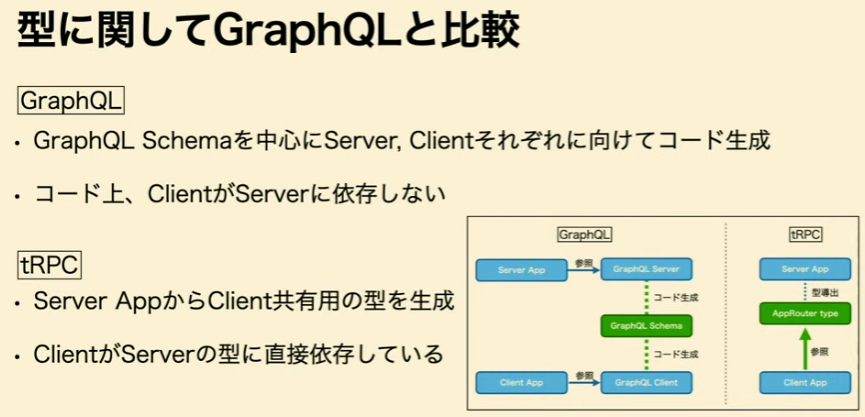 型に関してGraphQLと比較
GraphQL
・ GraphQL Schemaを中心にServer, Clientそれぞれに向けてコード生成
・ コード上、ClientがServerに依存しない
tRPC
・ Server AppからClient共有用の型を生成
・ ClientがServerの型に直接依存している
GraphQL
Server App
参照
GraphQL Server
コード生成
GraphQL Schema
コード生成
Client App
参照
GraphQL Client
tRPC
Server App
型導出
AppRouter type
参照
Client App